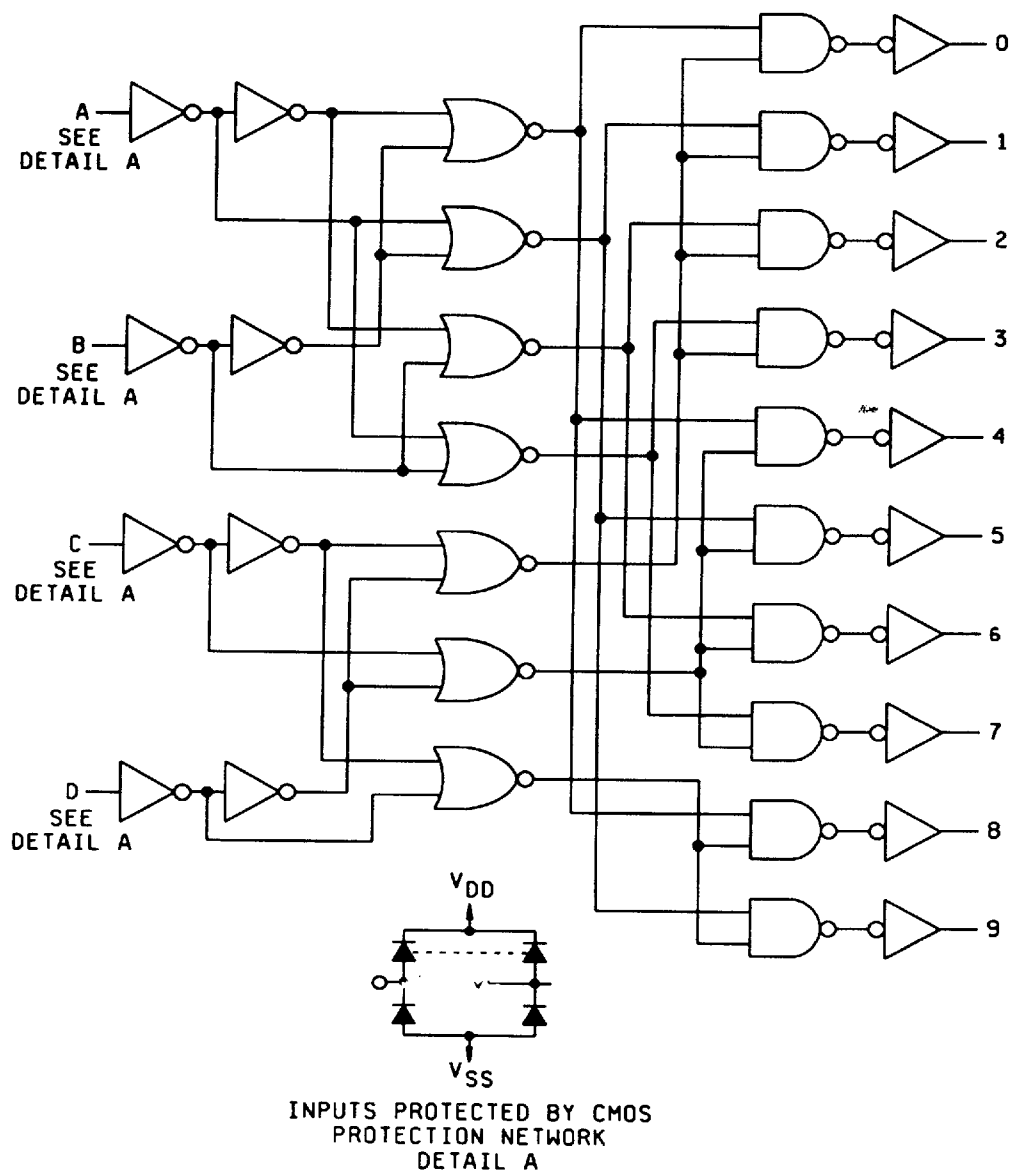 0
A
SEE
DETAIL A
1
2
B
SEE
DETAIL A
3
4
C
SEE
DETAIL A
5
6
7
D
SEE
DETAIL A
8
9
VDD
VSS
INPUTS PROTECTED BY CMOS
PROTECTION NETWORK
DETAIL A